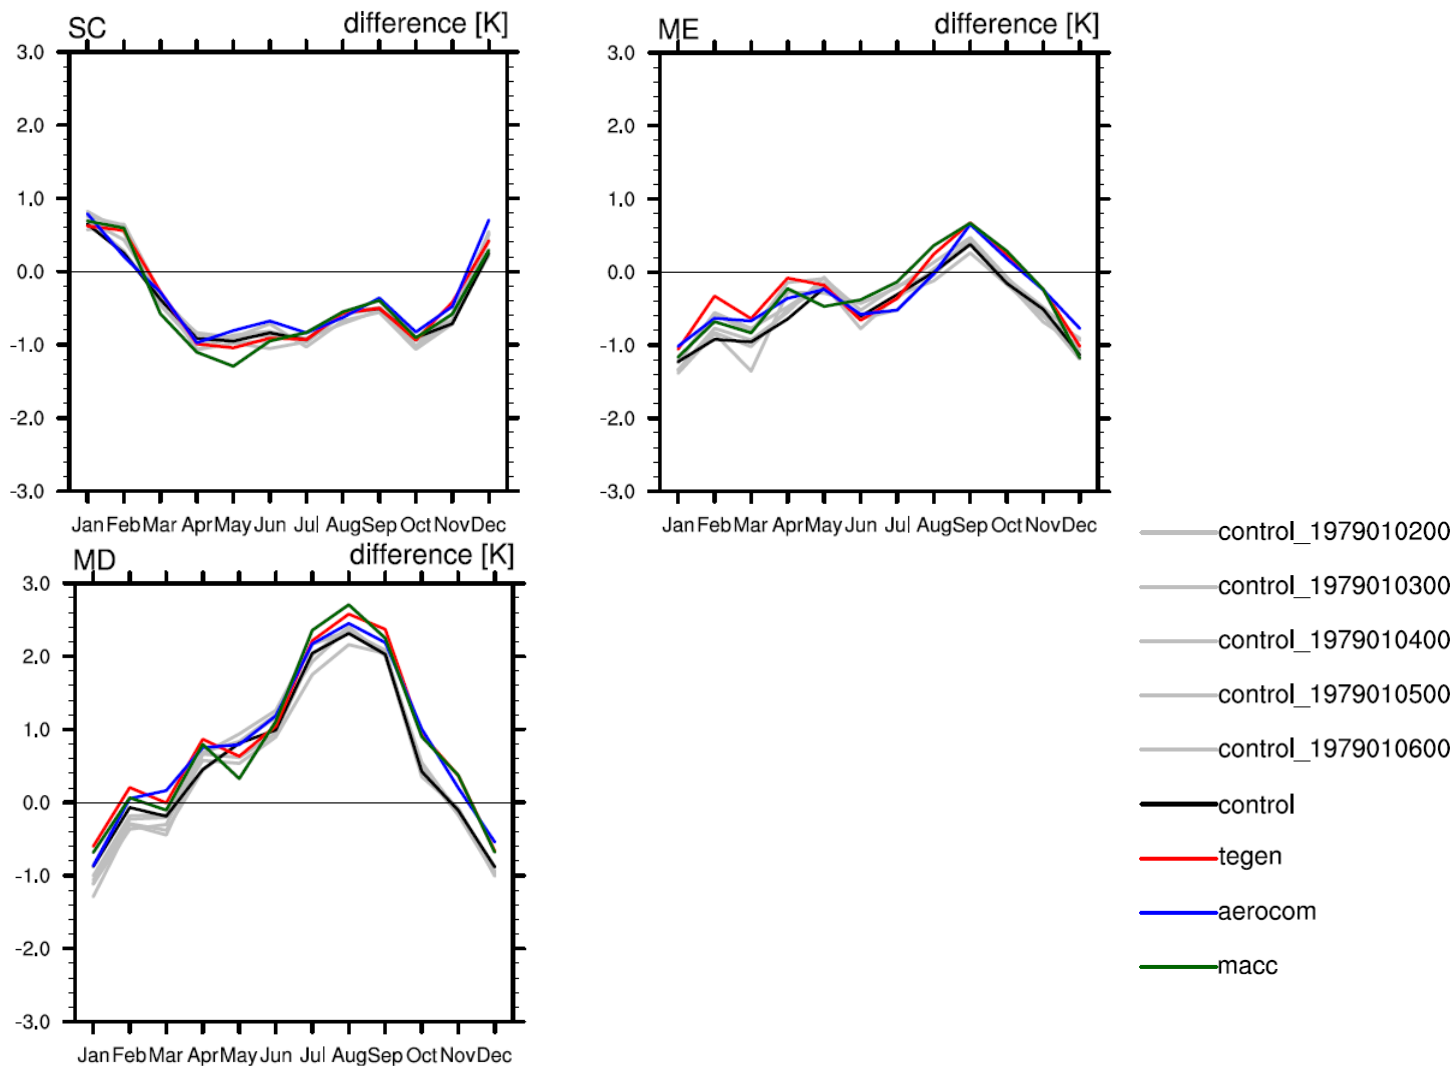 SC difference [K]
3.0
2.0
1.0
0.0
-1.0
-2.0
-3.0
Jan Feb Mar Apr May Jun Jul Aug Sep Oct Nov Dec
ME difference [K]
3.0
2.0
1.0
0.0
-1.0
-2.0
-3.0
Jan Feb Mar Apr May Jun Jul Aug Sep Oct Nov Dec
MD difference [K]
3.0
2.0
1.0
0.0
-1.0
-2.0
-3.0
Jan Feb Mar Apr May Jun Jul Aug Sep Oct Nov Dec
control_1979010200
control_1979010300
control_1979010400
control_1979010500
control_1979010600
control
tegen
aerocom
macc